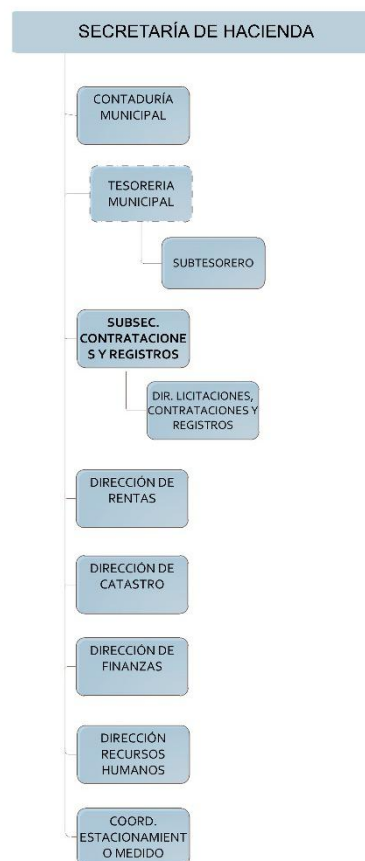 SECRETARÍA DE HACIENDA
CONTADURÍA
MUNICIPAL
TESORERIA
MUNICIPAL
SUBTESORERO
SUBSEC.
CONTRATACIONE
S Y REGISTROS
DIR. LICITACIONES,
CONTRATACIONES Y
REGISTROS
DIRECCIÓN DE
RENTAS
DIRECCIÓN DE
CATASTRO
DIRECCIÓN DE
FINANZAS
DIRECCIÓN
RECURSOS
HUMANOS
COORD.
ESTACIONAMIENT
O MEDIDO